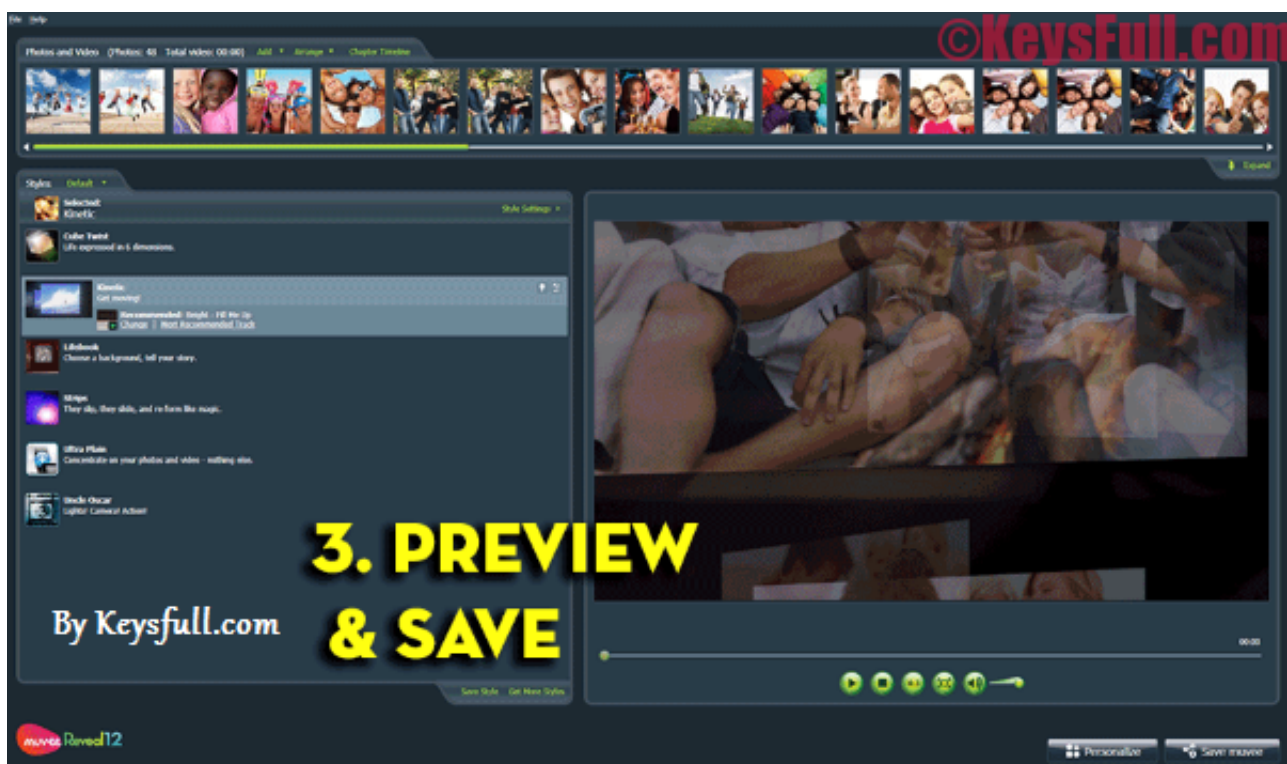 File Help
©KeysFull.com
Photos and Video (Photos: 48 Total video: 00:00) Add Arrange Chapter Timeline
Expand
Styles Default
Selected:
Kinetic
Style Settings
Cube Twist
Life expressed in 6 dimensions.
Kinetic
Get moving!
Recommended: Bright - Fill Me Up
Change | Most Recommended Track
Lifebook
Choose a background, tell your story.
Strips
They slip, they slide, and re-form like magic.
Ultra Plain
Concentrate on your photos and video - nothing else.
Uncle Oscar
Lights! Camera! Action!
3. PREVIEW
& SAVE
By Keysfull.com
00:00
Save Style Get More Styles
muvee Reveal 12
Personalize Save muvee